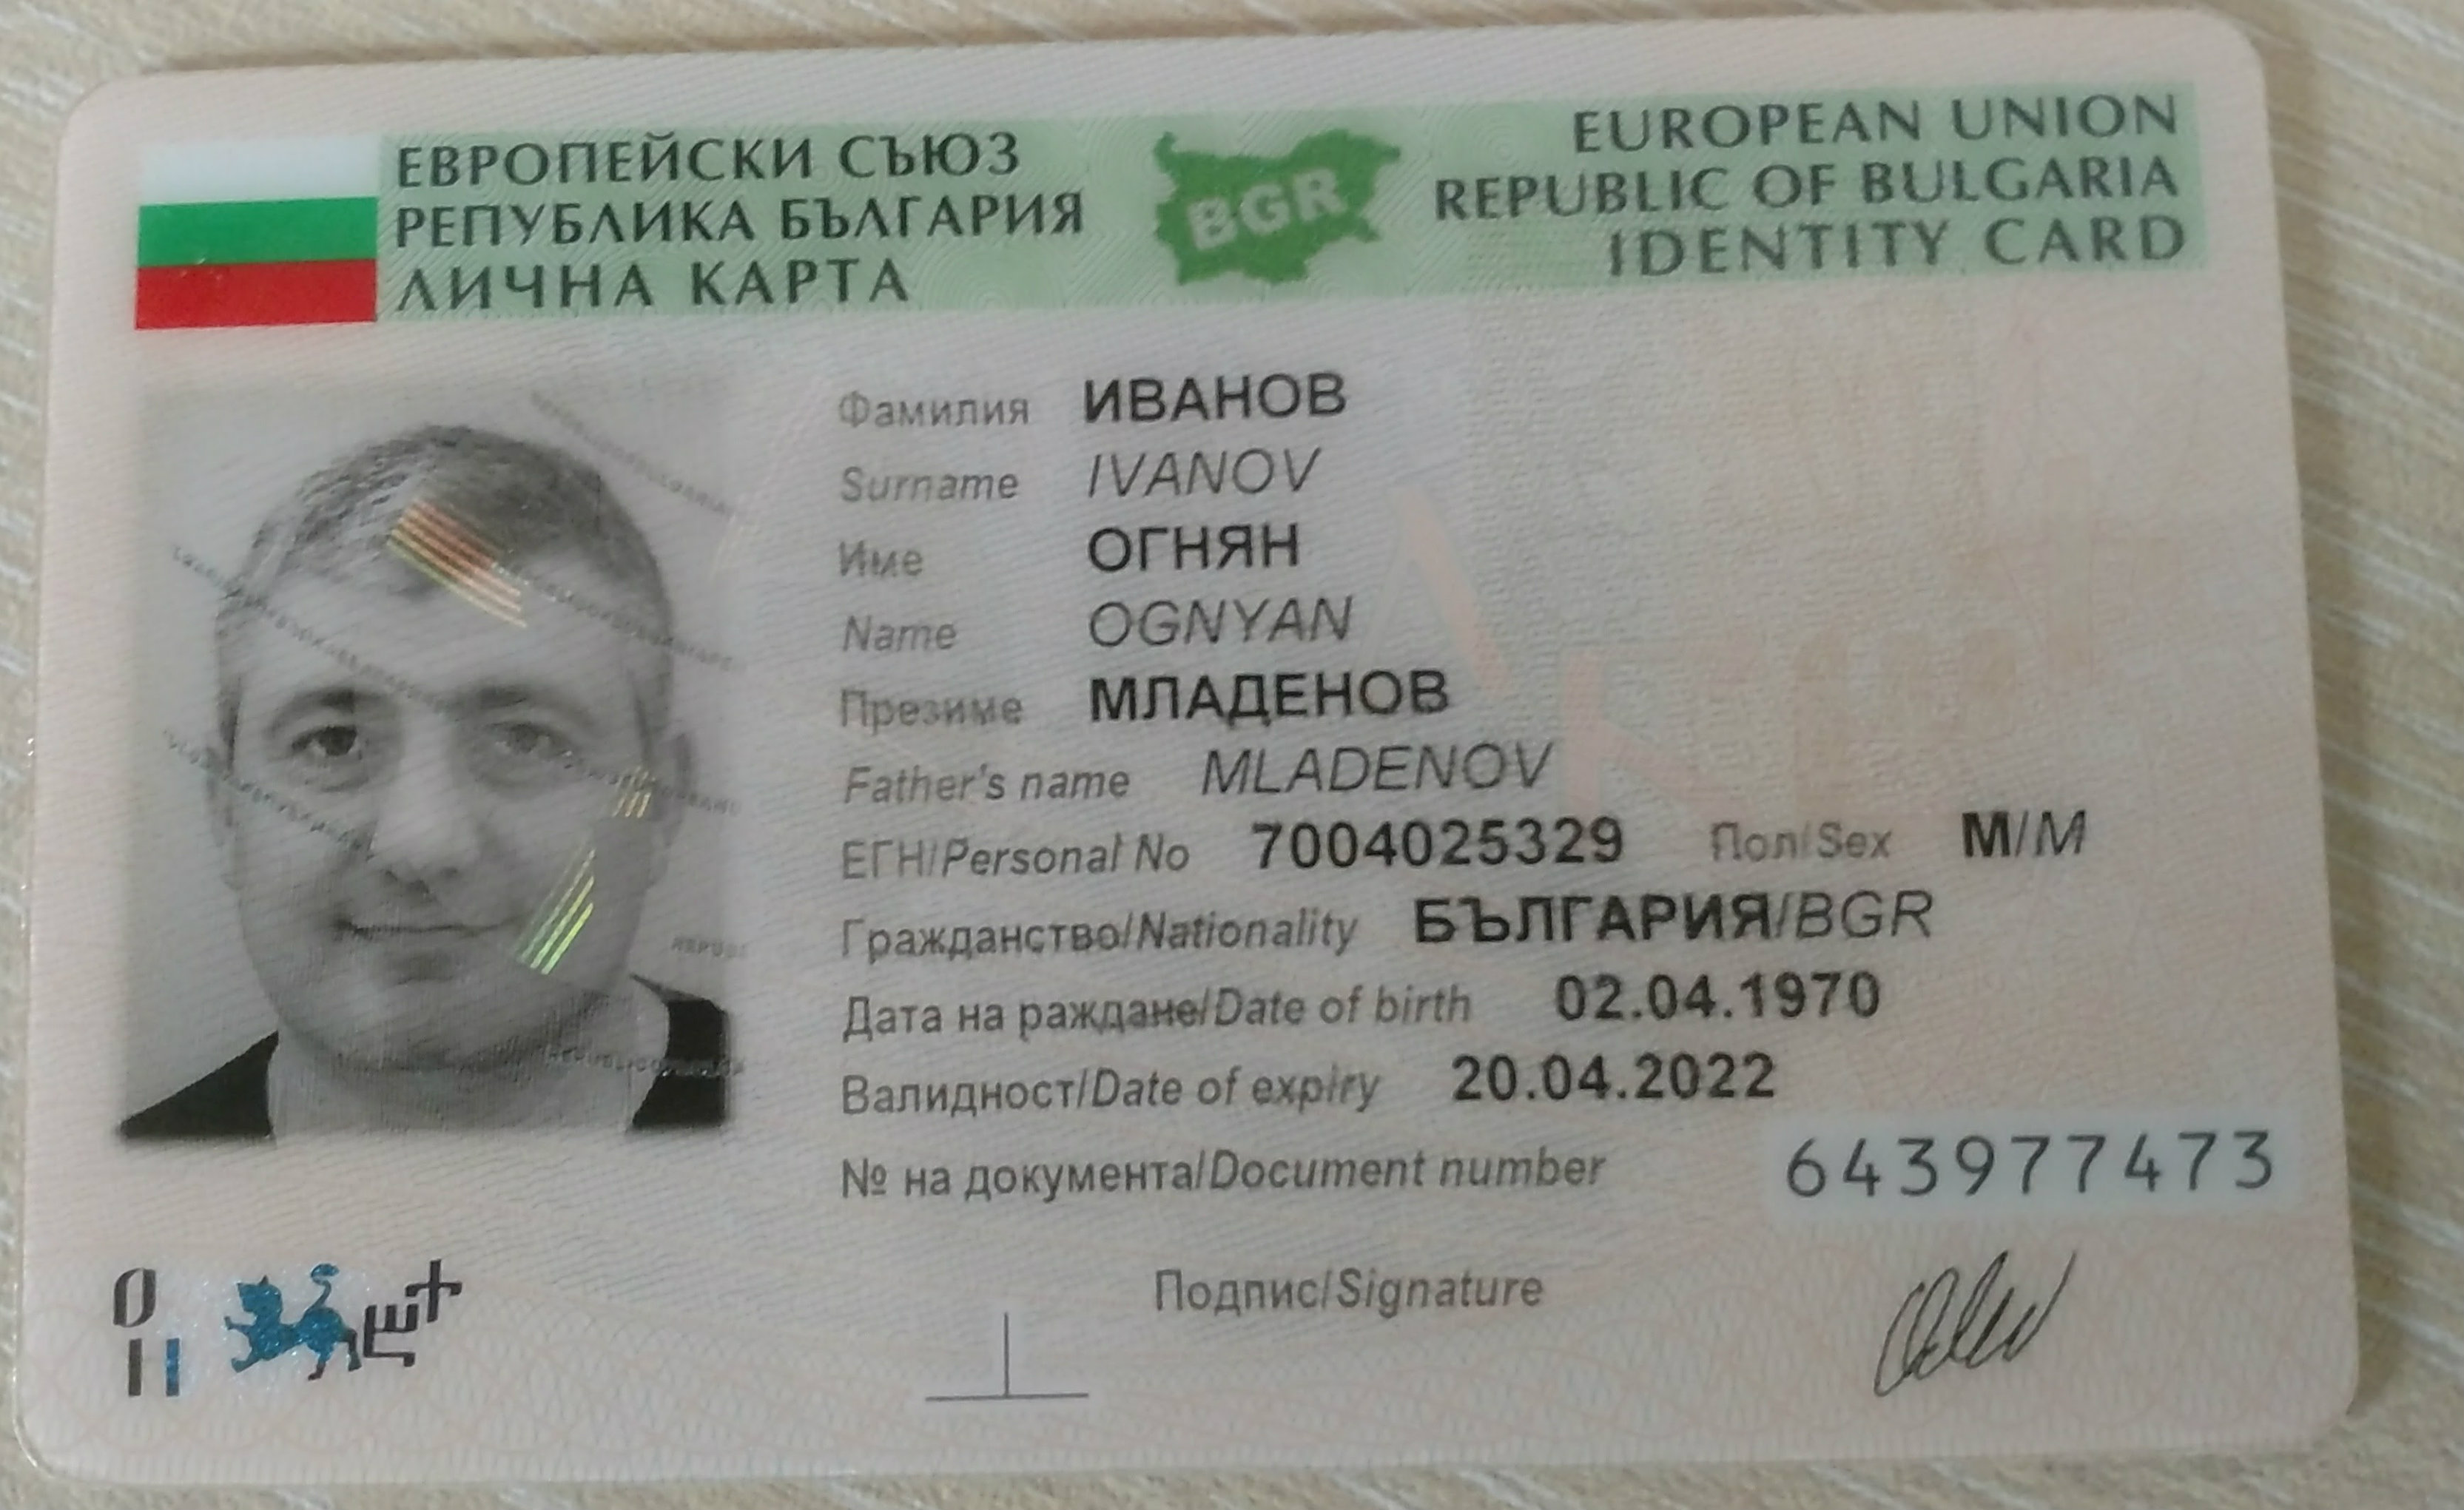 ЕВРОПЕЙСКИ СЪЮЗ
РЕПУБЛИКА БЪЛГАРИЯ
ЛИЧНА КАРТА
BGR
EUROPEAN UNION
REPUBLIC OF BULGARIA
IDENTITY CARD
Фамилия ИВАНОВ
Surname IVANOV
Име ОГНЯН
Name OGNYAN
Презиме МЛАДЕНОВ
Father's name MLADENOV
ЕГН/Personal No 7004025329 Пол/Sex М/M
Гражданство/Nationality БЪЛГАРИЯ/BGR
Дата на раждане/Date of birth 02.04.1970
Валидност/Date of expiry 20.04.2022
№ на документа/Document number 643977473
Подпис/Signature